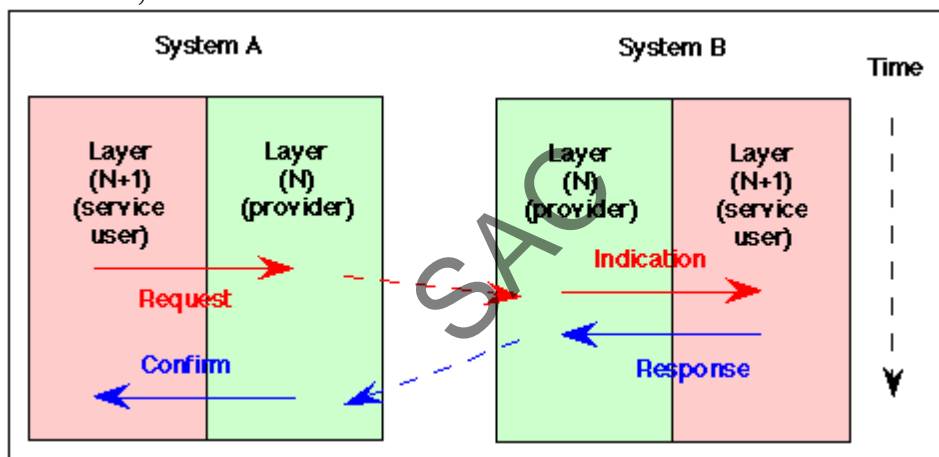 System A
System B
Time
Layer
(N+1)
(service
user)
Layer
(N)
(provider)
Layer
(N)
(provider)
Layer
(N+1)
(service
user)
Request
Indication
Confirm
Response
SAC